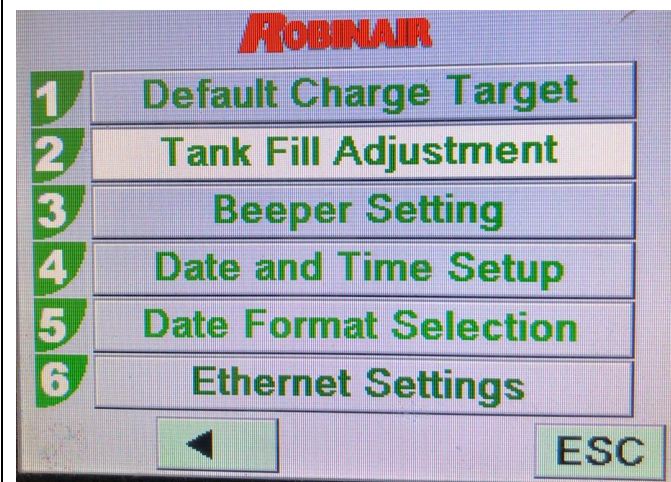 ROBINAIR
1 Default Charge Target
2 Tank Fill Adjustment
3 Beeper Setting
4 Date and Time Setup
5 Date Format Selection
6 Ethernet Settings
ESC